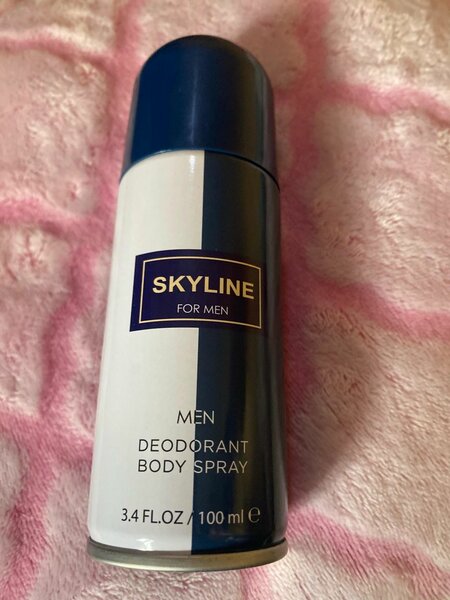 SKYLINE
FOR MEN
MEN
DEODORANT
BODY SPRAY
3.4 FL.OZ / 100 ml ℮